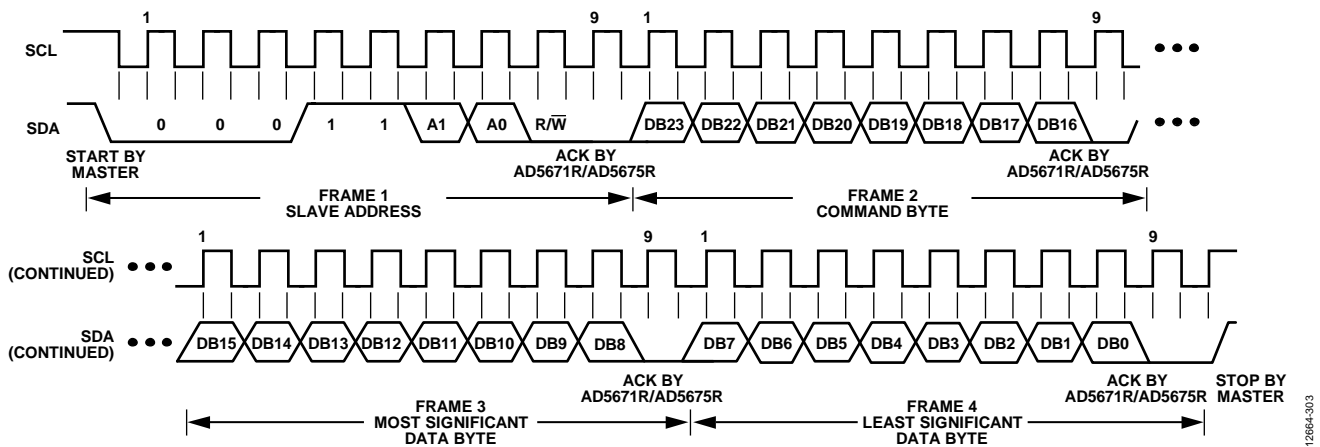 1 9 1 9
SCL
SDA
0 0 0 1 1 A1 A0 R/W̅ DB23 DB22 DB21 DB20 DB19 DB18 DB17 DB16
START BY
MASTER
ACK BY
AD5671R/AD5675R
ACK BY
AD5671R/AD5675R
FRAME 1
SLAVE ADDRESS
FRAME 2
COMMAND BYTE
1 9 1 9
SCL
(CONTINUED)
SDA
(CONTINUED)
DB15 DB14 DB13 DB12 DB11 DB10 DB9 DB8 DB7 DB6 DB5 DB4 DB3 DB2 DB1 DB0
ACK BY
AD5671R/AD5675R
ACK BY
AD5671R/AD5675R
STOP BY
MASTER
FRAME 3
MOST SIGNIFICANT
DATA BYTE
FRAME 4
LEAST SIGNIFICANT
DATA BYTE
12664-303